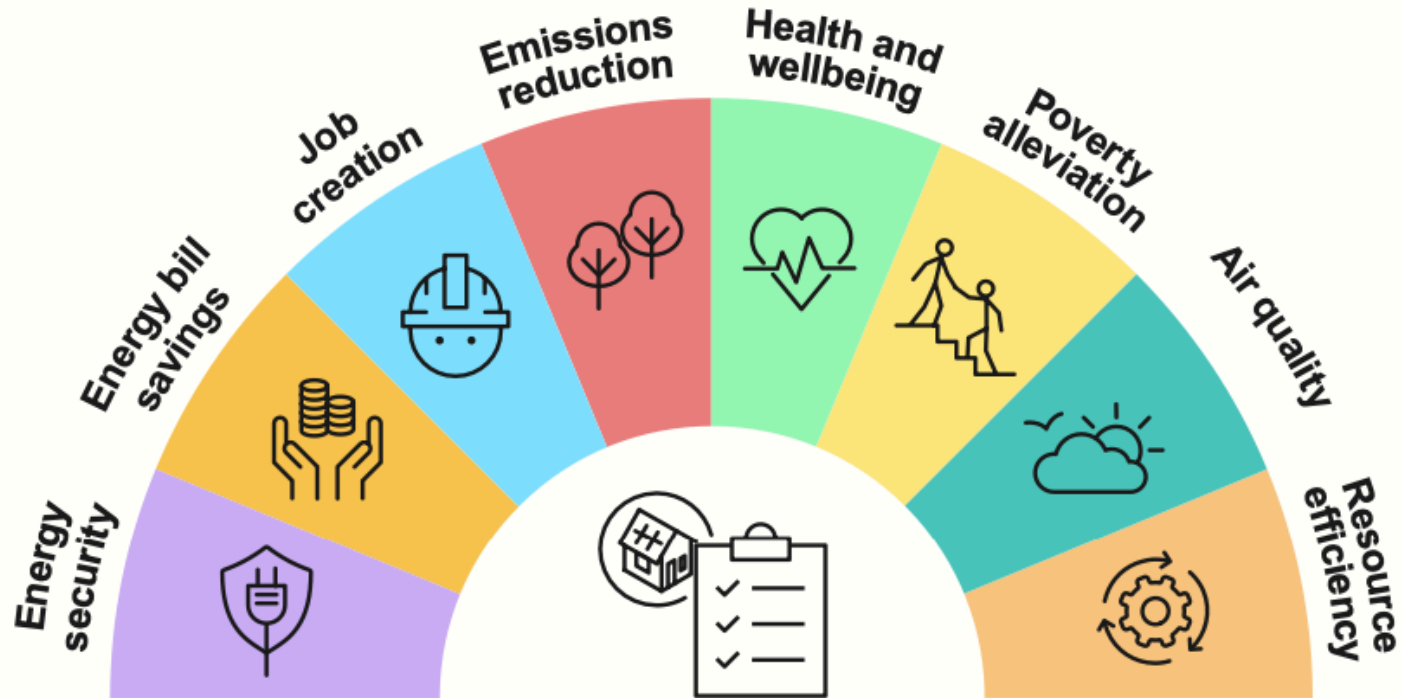 Energy
security
Energy bill
savings
Job
creation
Emissions
reduction
Health and
wellbeing
Poverty
alleviation
Air quality
Resource
efficiency